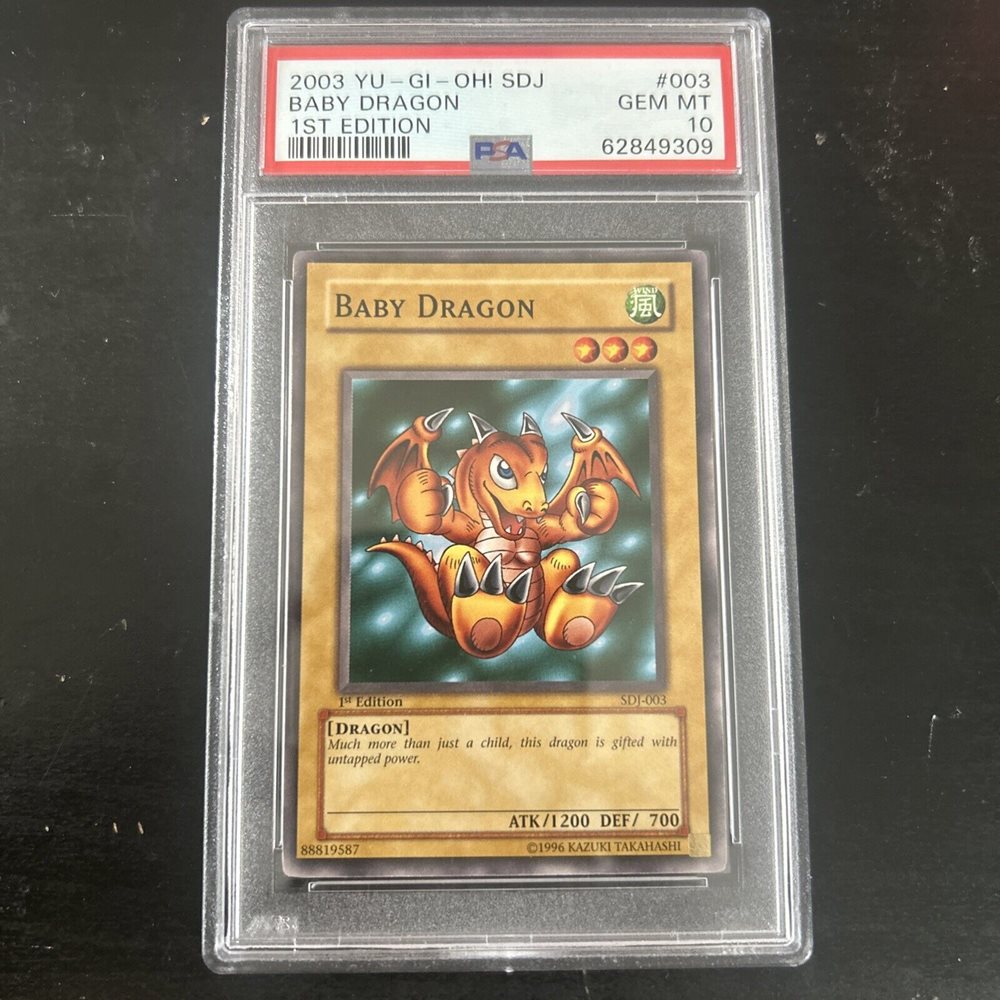 2003 YU-GI-OH! SDJ #003
BABY DRAGON GEM MT
1ST EDITION 10
PSA 62849309
BABY DRAGON
WIND
風
1st Edition SDJ-003
[DRAGON]
Much more than just a child, this dragon is gifted with
untapped power.
ATK/1200 DEF/ 700
88819587 ©1996 KAZUKI TAKAHASHI